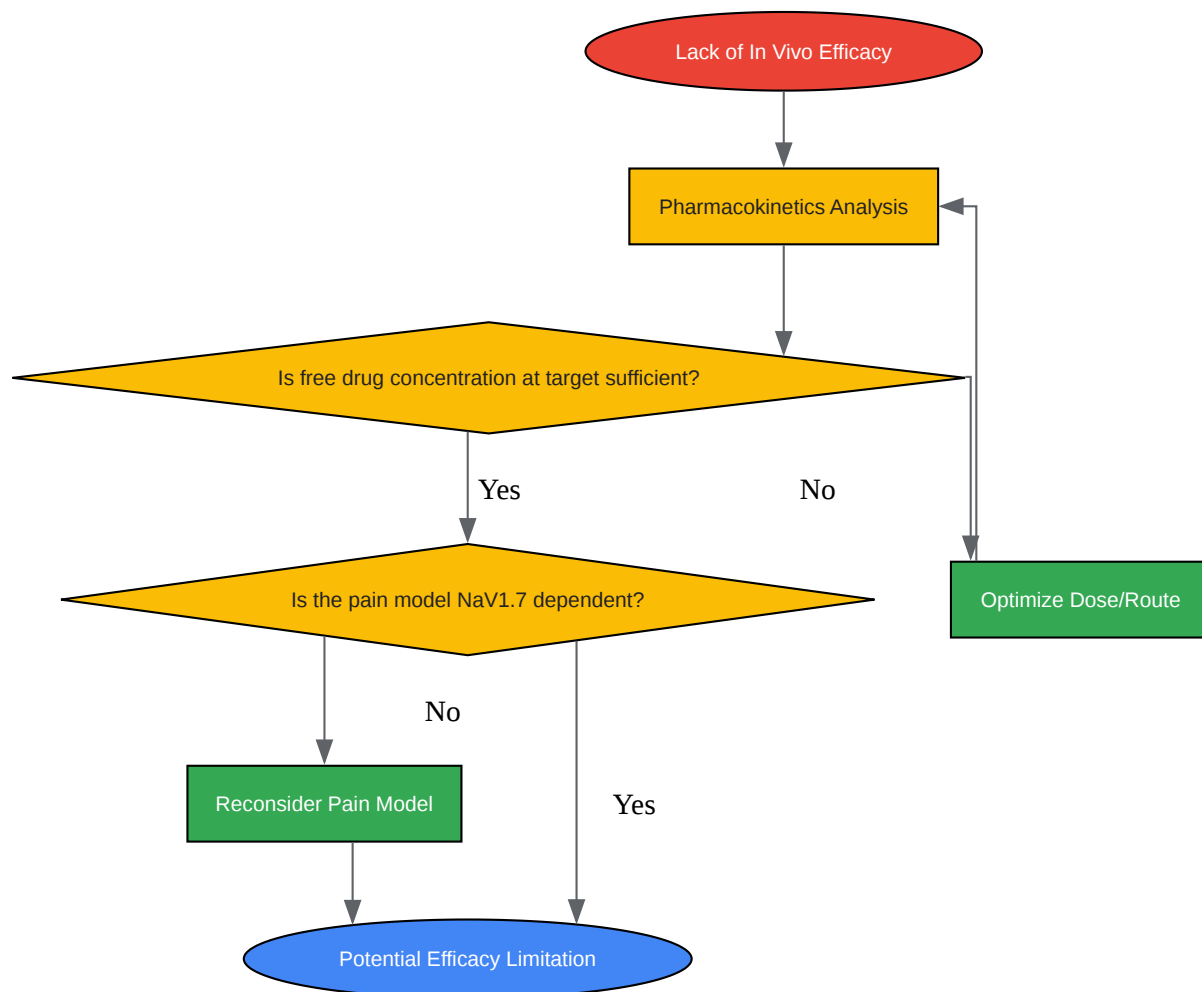 Lack of In Vivo Efficacy
Pharmacokinetics Analysis
Is free drug concentration at target sufficient?
Yes
No
Is the pain model NaV1.7 dependent?
Optimize Dose/Route
No
Reconsider Pain Model
Yes
Potential Efficacy Limitation